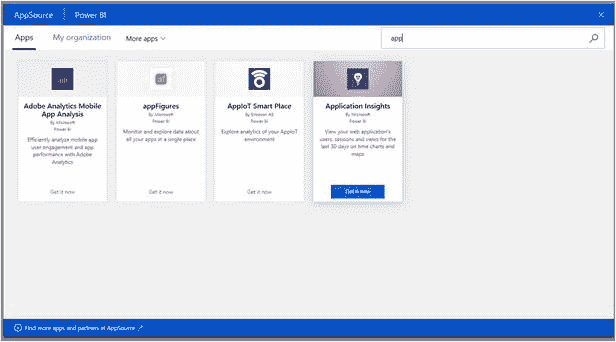 AppSource Power BI
Apps My organization More apps
app
Adobe Analytics Mobile
App Analysis
By Microsoft
Power BI
Efficiently analyze mobile app
user engagement and app
performance with Adobe
Analytics
Get it now
appFigures
By Microsoft
Power BI
Monitor and explore data about
all your apps in a single place
Get it now
AppIoT Smart Place
By Ericsson AB
Power BI
Explore analytics of your AppIoT
environment
Get it now
Application Insights
By Microsoft
Power BI
View your web application's
users, sessions and views for the
last 30 days on time charts and
maps
Get it now
Find more apps and partners at AppSource